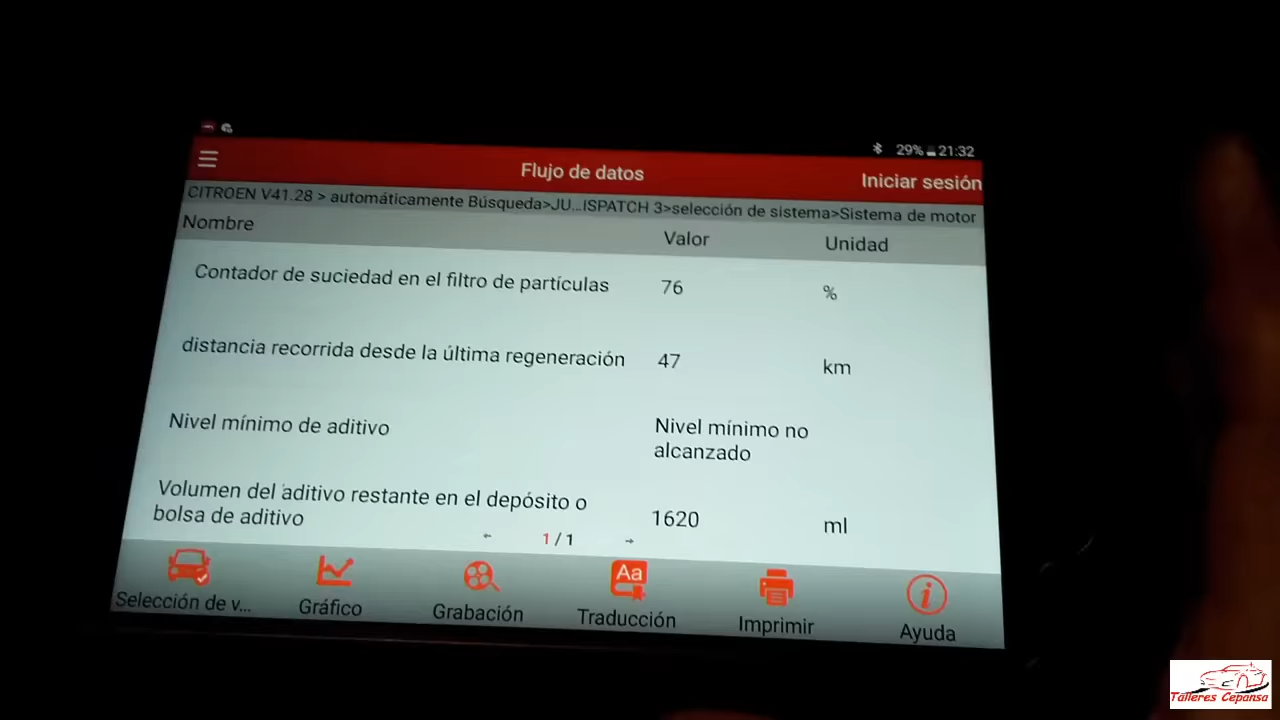 29% 21:32
Flujo de datos
Iniciar sesión
CITROEN V41.28 > automáticamente Búsqueda>JU...ISPATCH 3>selección de sistema>Sistema de motor
Nombre Valor Unidad
Contador de suciedad en el filtro de partículas 76 %
distancia recorrida desde la última regeneración 47 km
Nivel mínimo de aditivo Nivel mínimo no
alcanzado
Volumen del aditivo restante en el depósito o
bolsa de aditivo 1620 ml
1 / 1
Selección de v... Gráfico Grabación Traducción Imprimir Ayuda
Aa
Talleres Cepansa